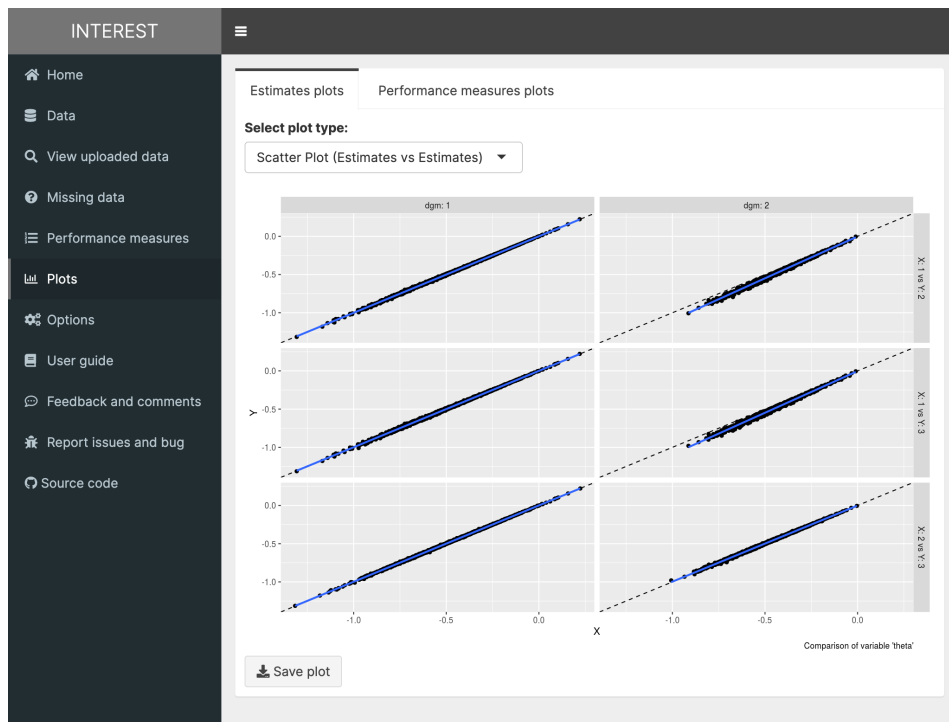 INTEREST
Home
Data
View uploaded data
Missing data
Performance measures
Plots
Options
User guide
Feedback and comments
Report issues and bug
Source code
Estimates plots
Performance measures plots
Select plot type:
Scatter Plot (Estimates vs Estimates)
dgm: 1
dgm: 2
0.0
-0.5
-1.0
X: 1 vs Y: 2
0.0
-0.5
-1.0
X: 1 vs Y: 3
Y
0.0
-0.5
-1.0
X: 2 vs Y: 3
-1.0 -0.5 0.0 -1.0 -0.5 0.0
X
Comparison of variable 'theta'
Save plot